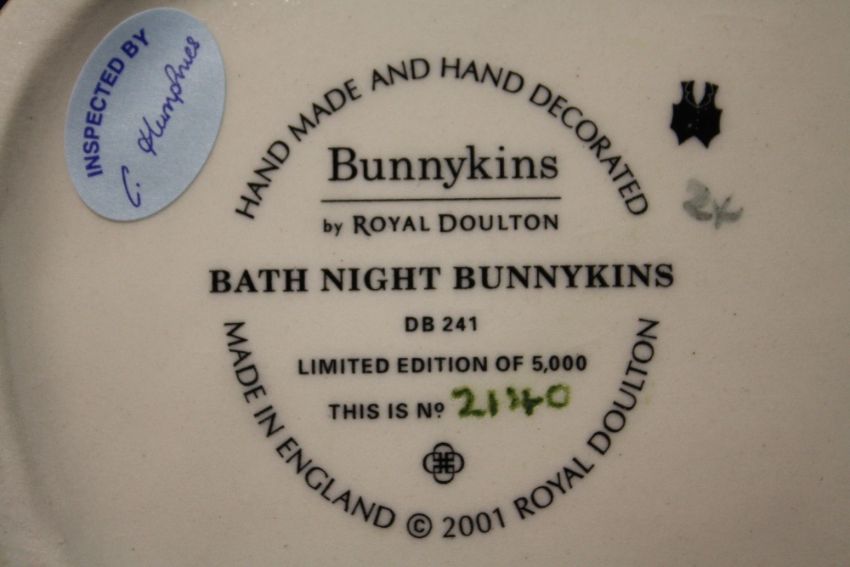 INSPECTED BY
C. Humphries
HAND MADE AND HAND DECORATED
Bunnykins
by ROYAL DOULTON
BATH NIGHT BUNNYKINS
DB 241
LIMITED EDITION OF 5,000
THIS IS Nº 2140
MADE IN ENGLAND © 2001 ROYAL DOULTON